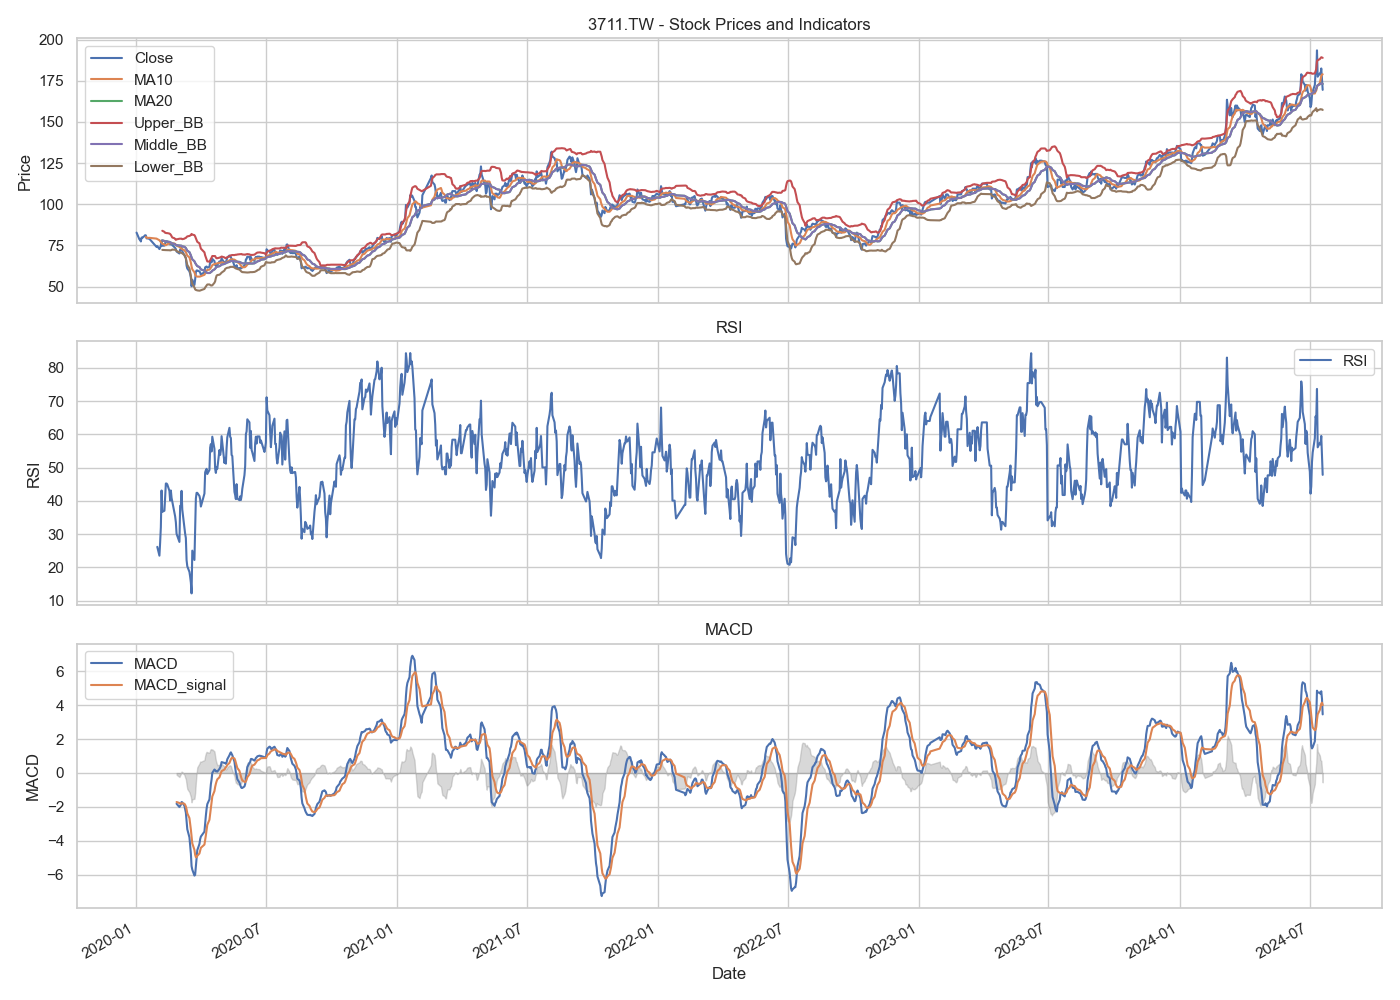 3711.TW - Stock Prices and Indicators
200
175
150
125
100
75
50
Price
Close
MA10
MA20
Upper_BB
Middle_BB
Lower_BB
RSI
80
70
60
50
40
30
20
10
RSI
RSI
MACD
6
4
2
0
−2
−4
−6
MACD
MACD
MACD_signal
2020-01
2020-07
2021-01
2021-07
2022-01
2022-07
2023-01
2023-07
2024-01
2024-07
Date